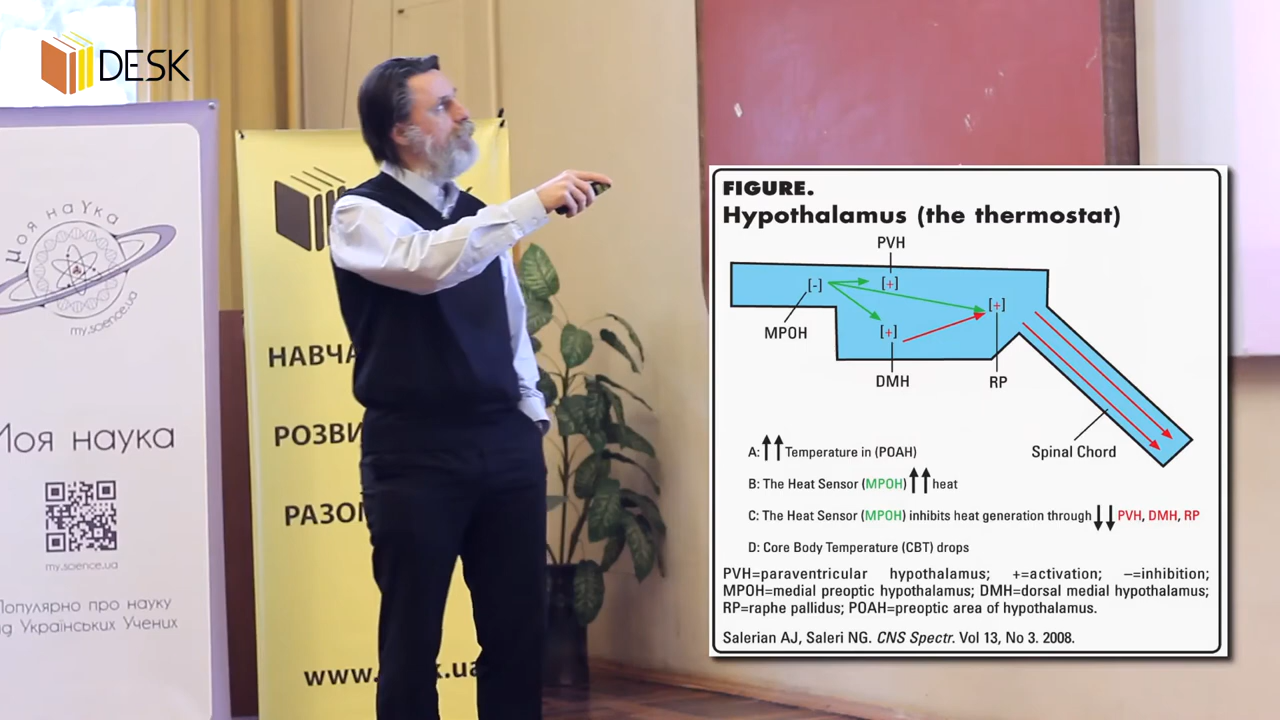 DESK
Моя наУка
my.science.ua
Моя наука
my.science.ua
Популярно про науку
від Українських Учених
НАВЧА
РОЗВИ
РАЗОМ
www.
k.ua
FIGURE.
Hypothalamus (the thermostat)
PVH
[-]
[+]
[+]
[+]
MPOH
DMH
RP
Spinal Chord
A: ↑↑ Temperature in (POAH)
B: The Heat Sensor (MPOH) ↑↑ heat
C: The Heat Sensor (MPOH) inhibits heat generation through ↓↓ PVH, DMH, RP
D: Core Body Temperature (CBT) drops
PVH=paraventricular hypothalamus; +=activation; –=inhibition;
MPOH=medial preoptic hypothalamus; DMH=dorsal medial hypothalamus;
RP=raphe pallidus; POAH=preoptic area of hypothalamus.
Salerian AJ, Saleri NG. CNS Spectr. Vol 13, No 3. 2008.